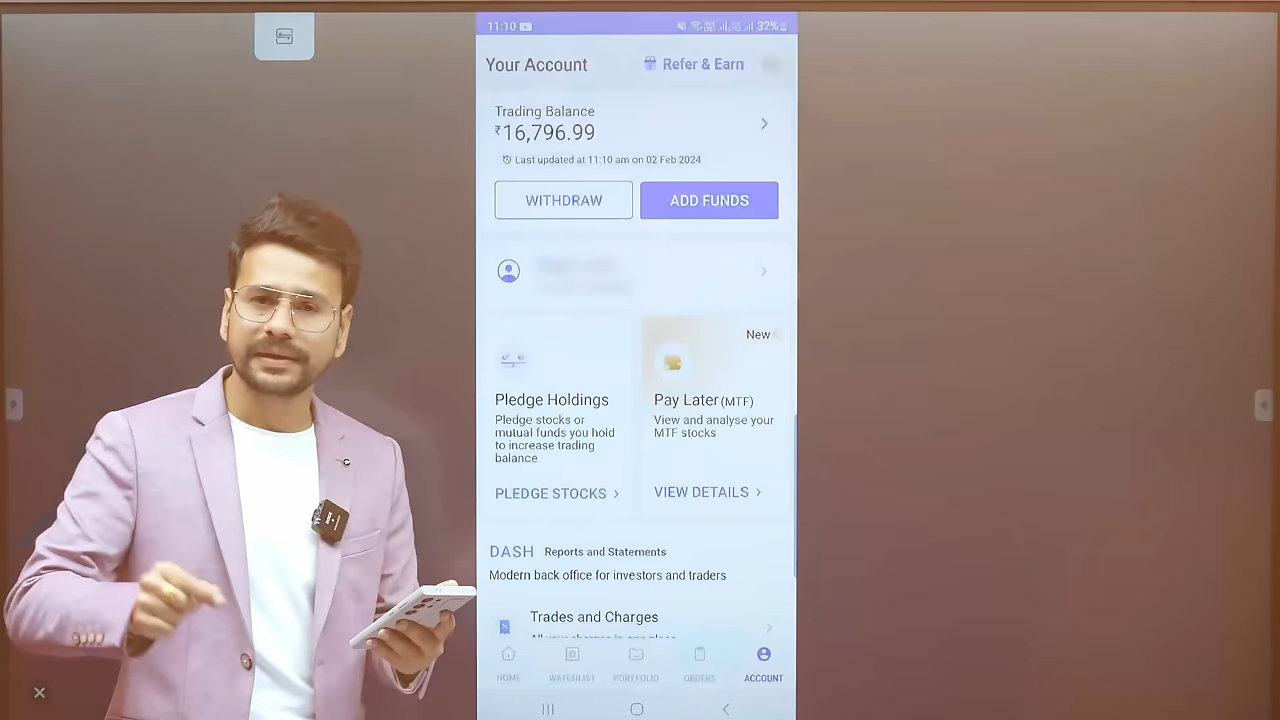 11:10
32%
Your Account
Refer & Earn
Trading Balance
₹16,796.99
Last updated at 11:10 am on 02 Feb 2024
WITHDRAW
ADD FUNDS
New
Pledge Holdings
Pledge stocks or
mutual funds you hold
to increase trading
balance
PLEDGE STOCKS >
Pay Later (MTF)
View and analyse your
MTF stocks
VIEW DETAILS >
DASH Reports and Statements
Modern back office for investors and traders
Trades and Charges
HOME
WATCHLIST
PORTFOLIO
ORDERS
ACCOUNT